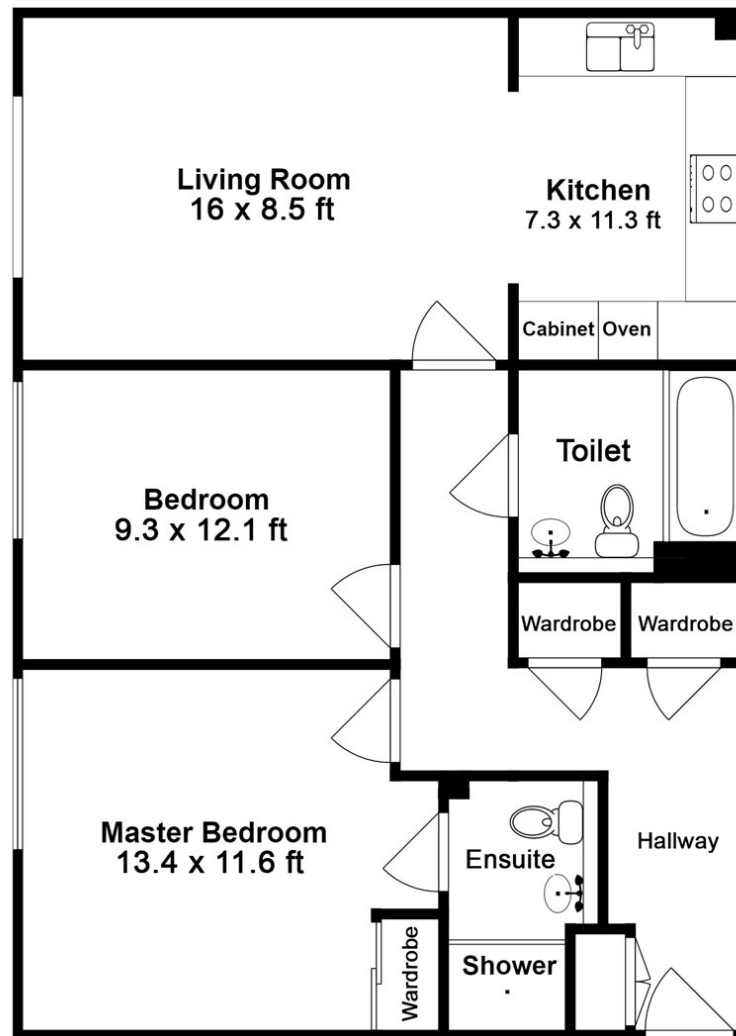 Living Room
16 x 8.5 ft
Kitchen
7.3 x 11.3 ft
Cabinet
Oven
Bedroom
9.3 x 12.1 ft
Toilet
Wardrobe
Wardrobe
Master Bedroom
13.4 x 11.6 ft
Ensuite
Hallway
Wardrobe
Shower